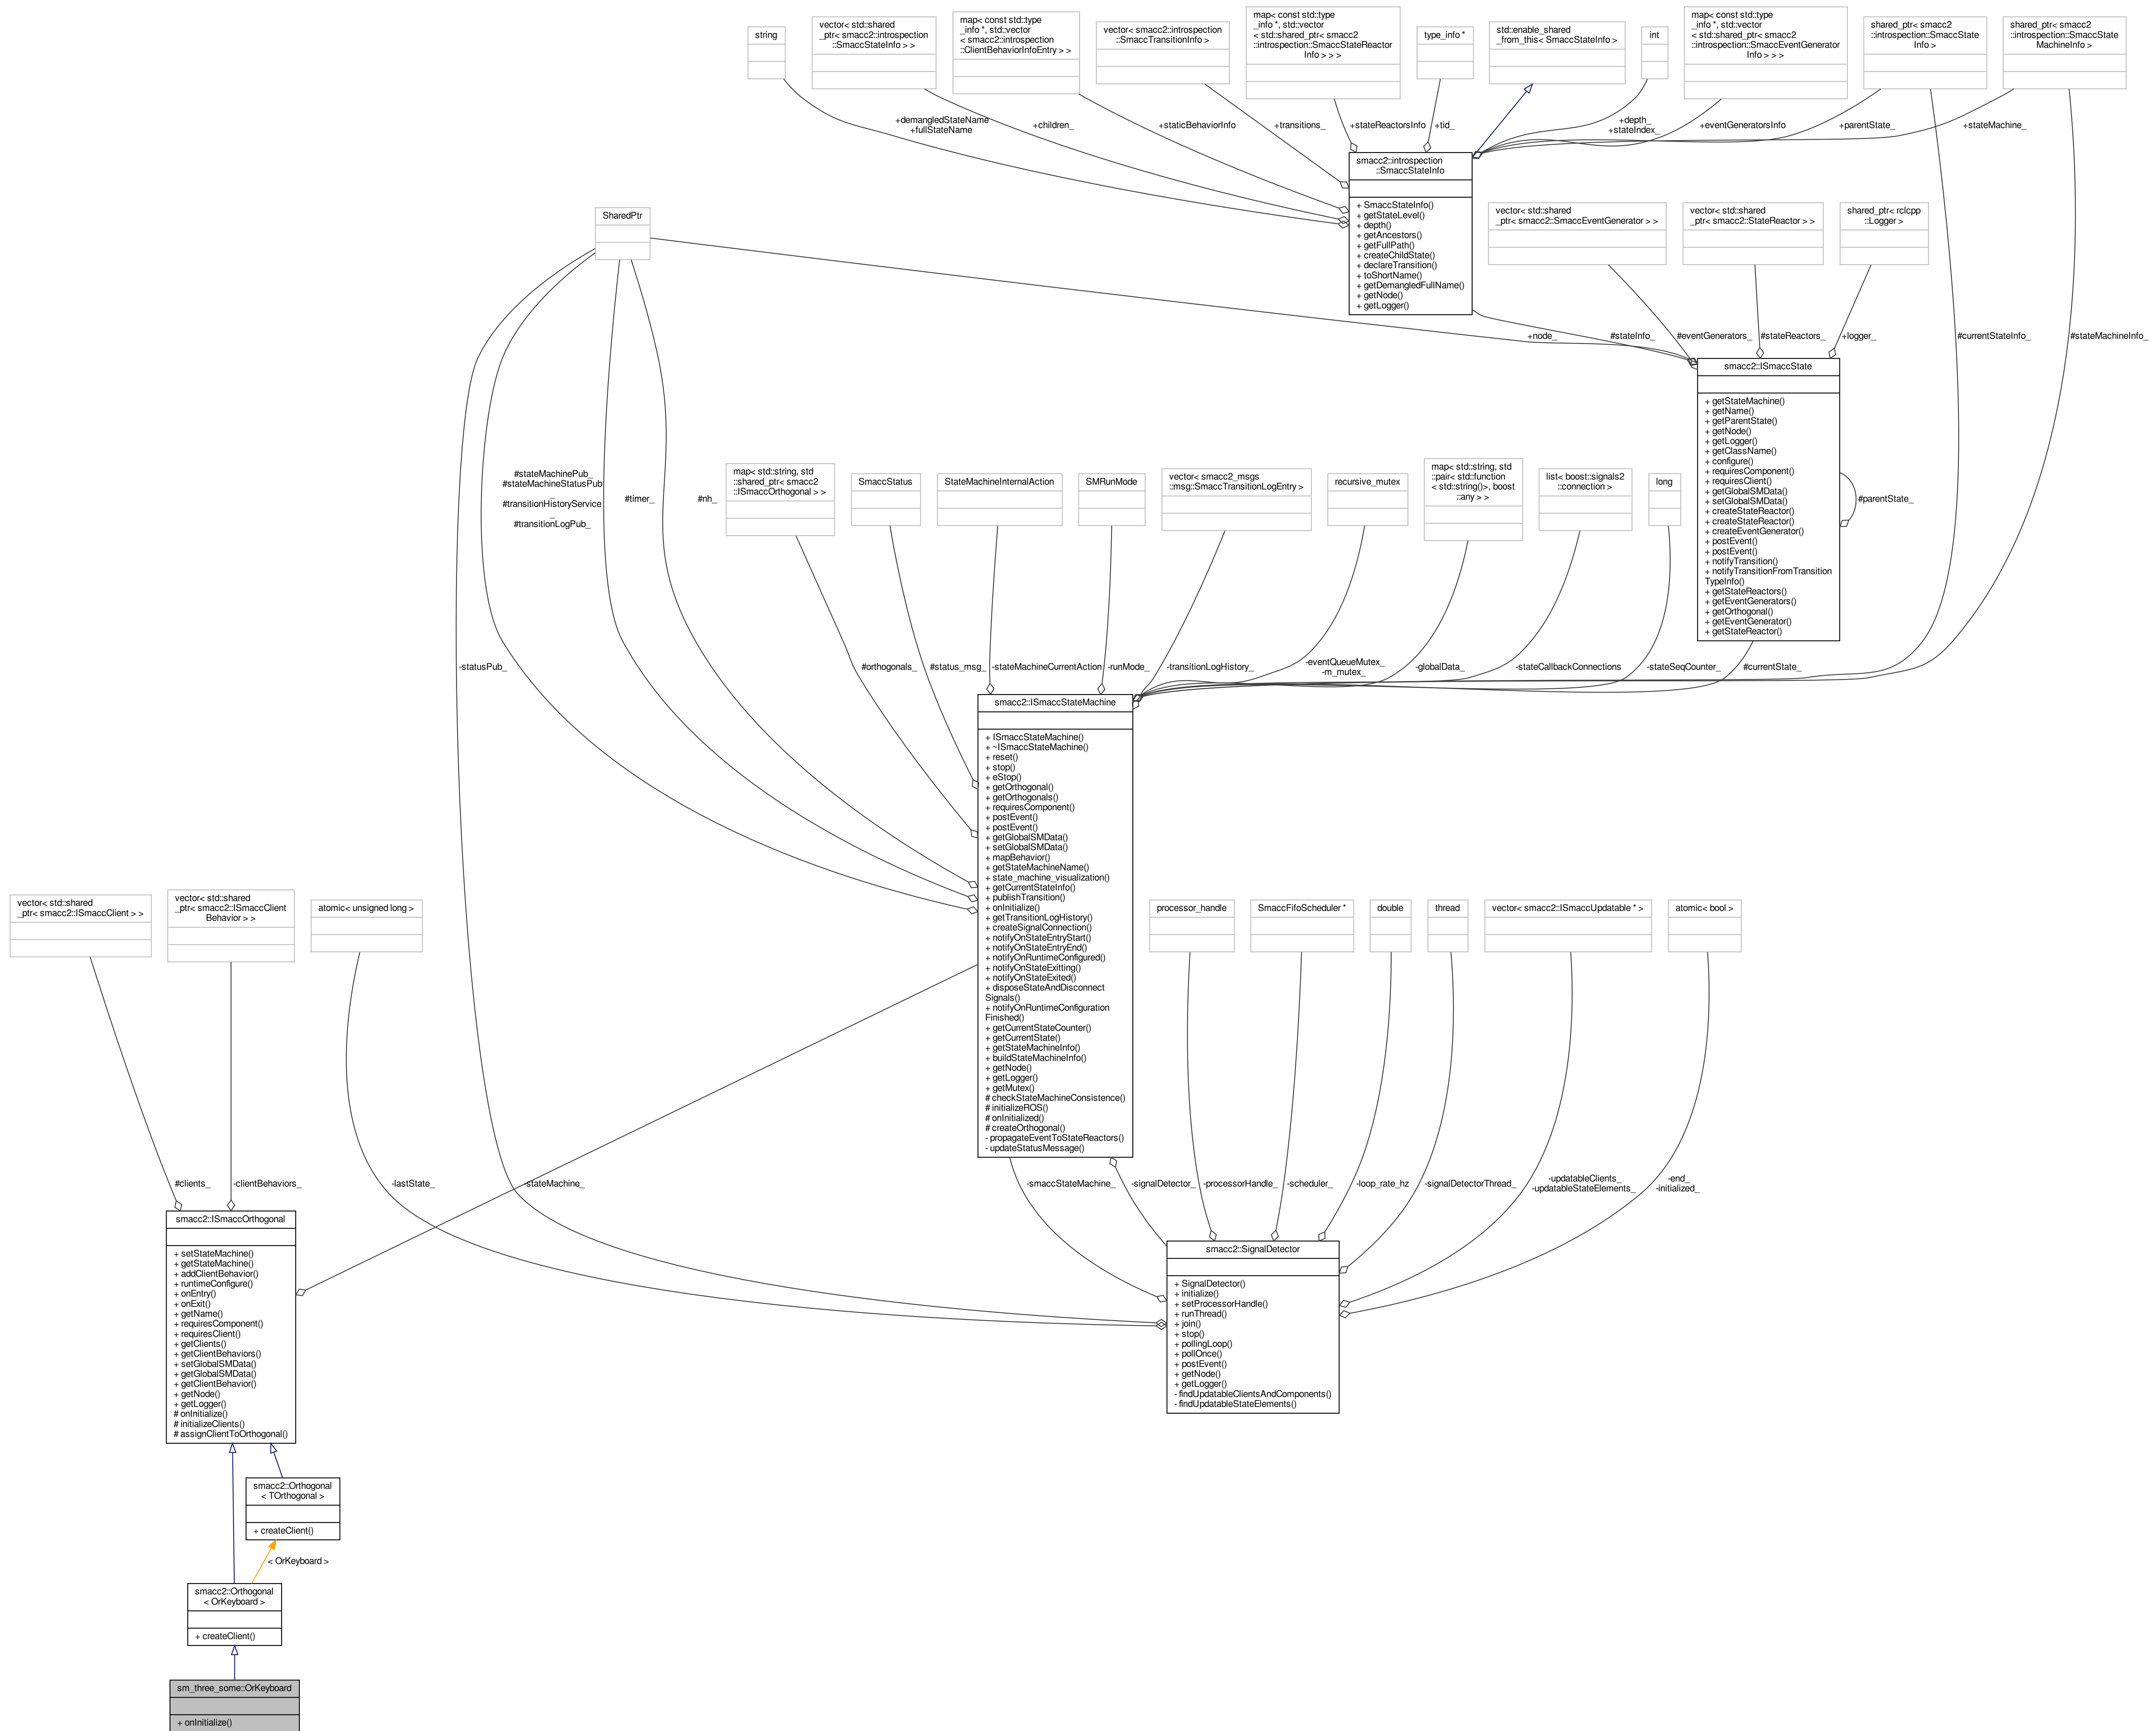 string
vector< std::shared
_ptr< smacc2::introspection
::SmaccStateInfo > >
map< const std::type
_info *, std::vector
< smacc2::introspection
::ClientBehaviorInfoEntry > >
vector< smacc2::introspection
::SmaccTransitionInfo >
map< const std::type
_info *, std::vector
< std::shared_ptr< smacc2
::introspection::SmaccStateReactor
Info > > >
type_info *
std::enable_shared
_from_this< SmaccStateInfo >
int
map< const std::type
_info *, std::vector
< std::shared_ptr< smacc2
::introspection::SmaccEventGenerator
Info > > >
shared_ptr< smacc2
::introspection::SmaccState
Info >
shared_ptr< smacc2
::introspection::SmaccState
MachineInfo >
+demangledStateName
+fullStateName
+children_
+staticBehaviorInfo
+transitions_
+stateReactorsInfo
+tid_
+depth_
+stateIndex_
+eventGeneratorsInfo
+parentState_
+stateMachine_
smacc2::introspection
::SmaccStateInfo
+ SmaccStateInfo()
+ getStateLevel()
+ depth()
+ getAncestors()
+ getFullPath()
+ createChildState()
+ declareTransition()
+ toShortName()
+ getDemangledFullName()
+ getNode()
+ getLogger()
SharedPtr
vector< std::shared
_ptr< smacc2::SmaccEventGenerator > >
vector< std::shared
_ptr< smacc2::StateReactor > >
shared_ptr< rclcpp
::Logger >
+node_
#stateInfo_
#eventGenerators_
#stateReactors_
+logger_
#currentStateInfo_
#stateMachineInfo_
smacc2::ISmaccState
+ getStateMachine()
+ getName()
+ getParentState()
+ getNode()
+ getLogger()
+ getClassName()
+ configure()
+ requiresComponent()
+ requiresClient()
+ getGlobalSMData()
+ setGlobalSMData()
+ createStateReactor()
+ createStateReactor()
+ createEventGenerator()
+ postEvent()
+ postEvent()
+ notifyTransition()
+ notifyTransitionFromTransition
TypeInfo()
+ getStateReactors()
+ getEventGenerators()
+ getOrthogonal()
+ getEventGenerator()
+ getStateReactor()
#parentState_
#stateMachinePub_
#stateMachineStatusPub
_
#transitionHistoryService
_
#transitionLogPub_
#timer_
#nh_
map< std::string, std
::shared_ptr< smacc2
::ISmaccOrthogonal > >
SmaccStatus
StateMachineInternalAction
SMRunMode
vector< smacc2_msgs
::msg::SmaccTransitionLogEntry >
recursive_mutex
map< std::string, std
::pair< std::function
< std::string()>, boost
::any > >
list< boost::signals2
::connection >
long
-statusPub_
#orthogonals_
#status_msg_
-stateMachineCurrentAction
-runMode_
-transitionLogHistory_
-eventQueueMutex_
-m_mutex_
-globalData_
-stateCallbackConnections
-stateSeqCounter_
#currentState_
smacc2::ISmaccStateMachine
+ ISmaccStateMachine()
+ ~ISmaccStateMachine()
+ reset()
+ stop()
+ eStop()
+ getOrthogonal()
+ getOrthogonals()
+ requiresComponent()
+ postEvent()
+ postEvent()
+ getGlobalSMData()
+ setGlobalSMData()
+ mapBehavior()
+ getStateMachineName()
+ state_machine_visualization()
+ getCurrentStateInfo()
+ publishTransition()
+ onInitialize()
+ getTransitionLogHistory()
+ createSignalConnection()
+ notifyOnStateEntryStart()
+ notifyOnStateEntryEnd()
+ notifyOnRuntimeConfigured()
+ notifyOnStateExitting()
+ notifyOnStateExited()
+ disposeStateAndDisconnect
Signals()
+ notifyOnRuntimeConfiguration
Finished()
+ getCurrentStateCounter()
+ getCurrentState()
+ getStateMachineInfo()
+ buildStateMachineInfo()
+ getNode()
+ getLogger()
+ getMutex()
# checkStateMachineConsistence()
# initializeROS()
# onInitialized()
# createOrthogonal()
- propagateEventToStateReactors()
- updateStatusMessage()
vector< std::shared
_ptr< smacc2::ISmaccClient > >
vector< std::shared
_ptr< smacc2::ISmaccClient
Behavior > >
atomic< unsigned long >
processor_handle
SmaccFifoScheduler *
double
thread
vector< smacc2::ISmaccUpdatable * >
atomic< bool >
#clients_
-clientBehaviors_
-lastState_
-stateMachine_
-smaccStateMachine_
-signalDetector_
-processorHandle_
-scheduler_
-loop_rate_hz
-signalDetectorThread_
-updatableClients_
-updatableStateElements_
-end_
-initialized_
smacc2::ISmaccOrthogonal
+ setStateMachine()
+ getStateMachine()
+ addClientBehavior()
+ runtimeConfigure()
+ onEntry()
+ onExit()
+ getName()
+ requiresComponent()
+ requiresClient()
+ getClients()
+ getClientBehaviors()
+ setGlobalSMData()
+ getGlobalSMData()
+ getClientBehavior()
+ getNode()
+ getLogger()
# onInitialize()
# initializeClients()
# assignClientToOrthogonal()
smacc2::SignalDetector
+ SignalDetector()
+ initialize()
+ setProcessorHandle()
+ runThread()
+ join()
+ stop()
+ pollingLoop()
+ pollOnce()
+ postEvent()
+ getNode()
+ getLogger()
- findUpdatableClientsAndComponents()
- findUpdatableStateElements()
smacc2::Orthogonal
< TOrthogonal >
+ createClient()
< OrKeyboard >
smacc2::Orthogonal
< OrKeyboard >
+ createClient()
sm_three_some::OrKeyboard
+ onInitialize()